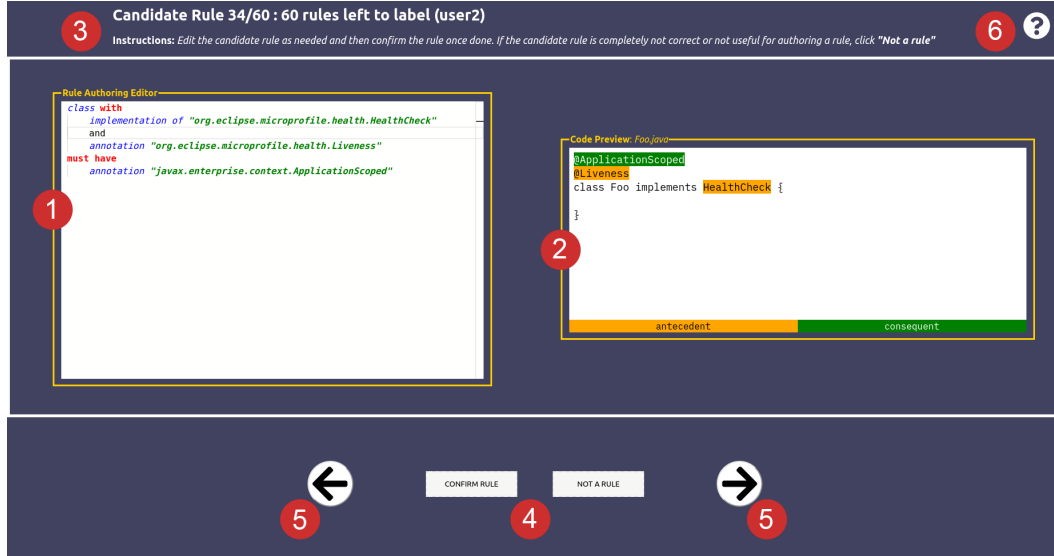 Candidate Rule 34/60 : 60 rules left to label (user2)
3
Instructions: Edit the candidate rule as needed and then confirm the rule once done. If the candidate rule is completely not correct or not useful for authoring a rule, click "Not a rule"
6
?
Rule Authoring Editor
class with
implementation of "org.eclipse.microprofile.health.HealthCheck"
and
annotation "org.eclipse.microprofile.health.Liveness"
must have
annotation "javax.enterprise.context.ApplicationScoped"
1
Code Preview: Foo.java
@ApplicationScoped
@Liveness
class Foo implements HealthCheck {
}
2
antecedent consequent
CONFIRM RULE NOT A RULE
5 4 5